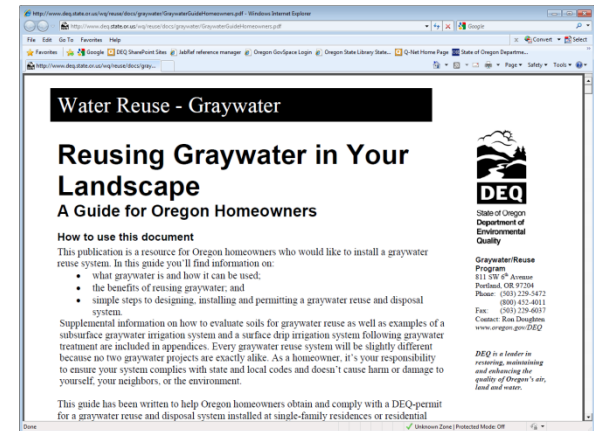 http://www.deq.state.or.us/wq/reuse/docs/graywater/GraywaterGuideHomeowners.pdf - Windows Internet Explorer
http://www.deq.state.or.us/wq/reuse/docs/graywater/GraywaterGuideHomeowners.pdf
Google
File Edit Go To Favorites Help
Convert Select
Favorites Google DEQ SharePoint Sites Jabref reference manager Oregon GovSpace Login Oregon State Library State... Q-Net Home Page State of Oregon Departme...
http://www.deq.state.or.us/wq/reuse/docs/gray...
Page Safety Tools
Water Reuse - Graywater
Reusing Graywater in Your
Landscape
A Guide for Oregon Homeowners
How to use this document
This publication is a resource for Oregon homeowners who would like to install a graywater
reuse system. In this guide you'll find information on:
• what graywater is and how it can be used;
• the benefits of reusing graywater; and
• simple steps to designing, installing and permitting a graywater reuse and disposal
system.
Supplemental information on how to evaluate soils for graywater reuse as well as examples of a
subsurface graywater irrigation system and a surface drip irrigation system following graywater
treatment are included in appendices. Every graywater reuse system will be slightly different
because no two graywater projects are exactly alike. As a homeowner, it's your responsibility
to ensure your system complies with state and local codes and doesn't cause harm or damage to
yourself, your neighbors, or the environment.
This guide has been written to help Oregon homeowners obtain and comply with a DEQ-permit
for a graywater reuse and disposal system installed at single-family residences or residential
DEQ
State of Oregon
Department of
Environmental
Quality
Graywater/Reuse
Program
811 SW 6th Avenue
Portland, OR 97204
Phone: (503) 229-5472
(800) 452-4011
Fax: (503) 229-6037
Contact: Ron Doughten
www.oregon.gov/DEQ
DEQ is a leader in
restoring, maintaining
and enhancing the
quality of Oregon's air,
land and water.
Done
Unknown Zone | Protected Mode: Off